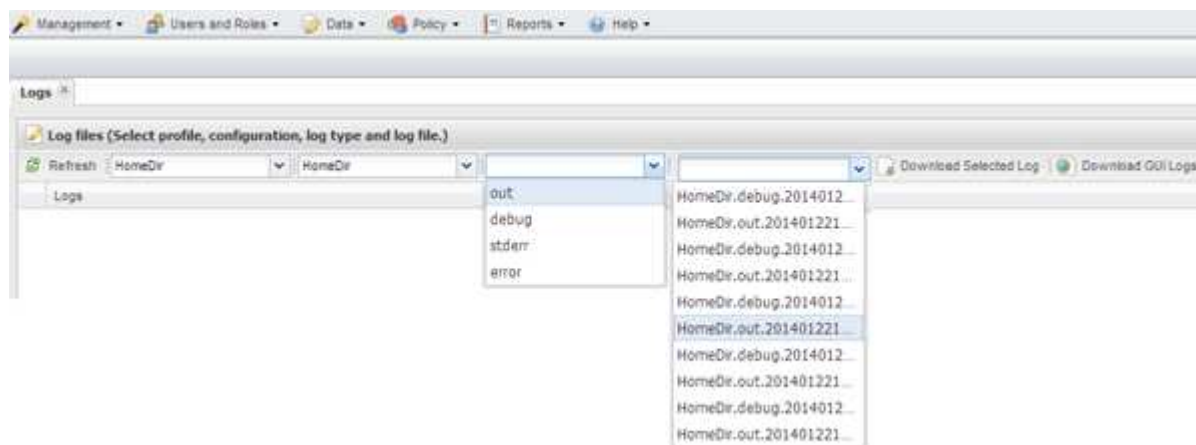 Management Users and Roles Data Policy Reports Help
Logs
Log files (Select profile, configuration, log type and log file.)
Refresh HomeDir HomeDir Download Selected Log Download GUI Logs
Logs
out
debug
stderr
error
HomeDir.debug.2014012...
HomeDir.out.201401221...
HomeDir.debug.2014012...
HomeDir.out.201401221...
HomeDir.debug.2014012...
HomeDir.out.201401221...
HomeDir.debug.2014012...
HomeDir.out.201401221...
HomeDir.debug.2014012...
HomeDir.out.201401221...